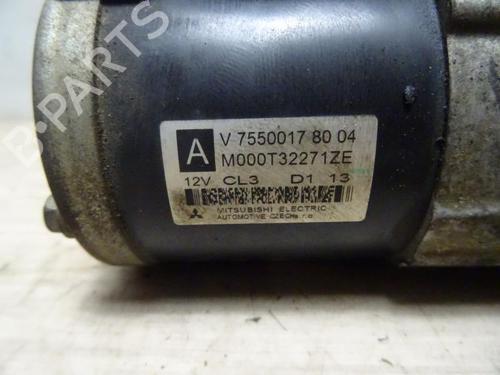 B-PARTS
A
V 7550017 80 04
M000T32271ZE
12V CL3 D1 13
MITSUBISHI ELECTRIC
AUTOMOTIVE CZECH s.r.o